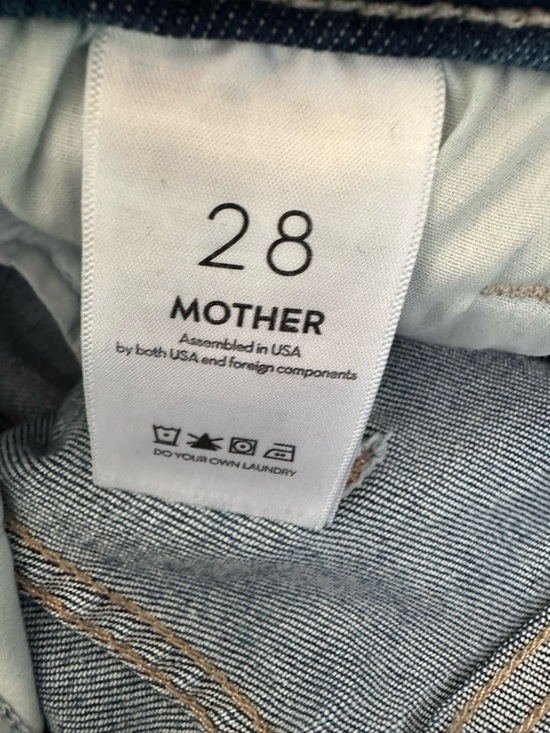 28
MOTHER
Assembled in USA
by both USA and foreign components
DO YOUR OWN LAUNDRY